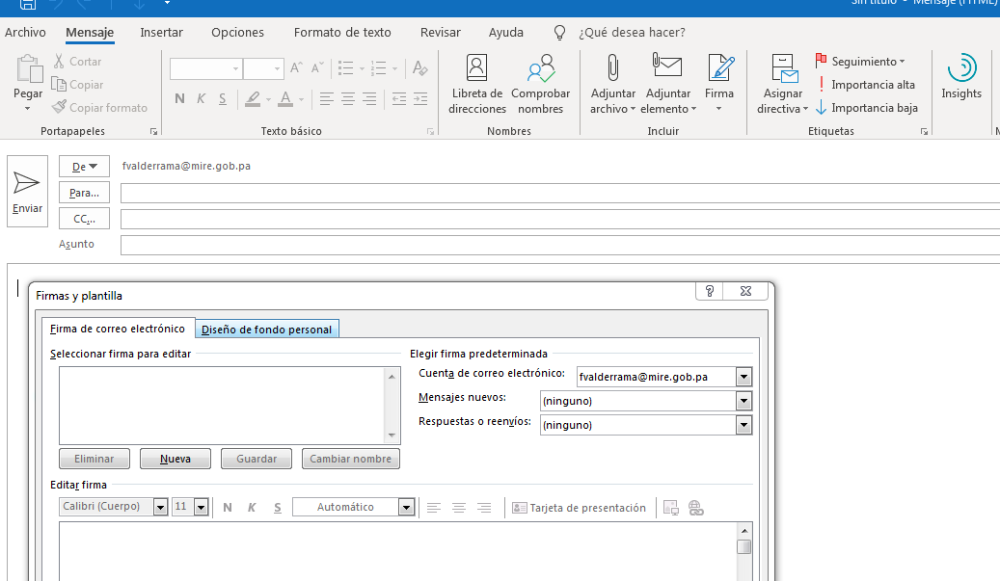 Sin título - Mensaje (HTML)
Archivo Mensaje Insertar Opciones Formato de texto Revisar Ayuda ¿Qué desea hacer?
Pegar
Cortar
Copiar
Copiar formato
Portapapeles
N K S A
Texto básico
Libreta de direcciones
Comprobar nombres
Nombres
Adjuntar archivo
Adjuntar elemento
Firma
Incluir
Asignar directiva
Seguimiento
Importancia alta
Importancia baja
Etiquetas
Insights
Enviar
De fvalderrama@mire.gob.pa
Para...
CC...
Asunto
Firmas y plantilla
Firma de correo electrónico Diseño de fondo personal
Seleccionar firma para editar
Eliminar Nueva Guardar Cambiar nombre
Elegir firma predeterminada
Cuenta de correo electrónico: fvalderrama@mire.gob.pa
Mensajes nuevos: (ninguno)
Respuestas o reenvíos: (ninguno)
Editar firma
Calibri (Cuerpo) 11 N K S Automático Tarjeta de presentación